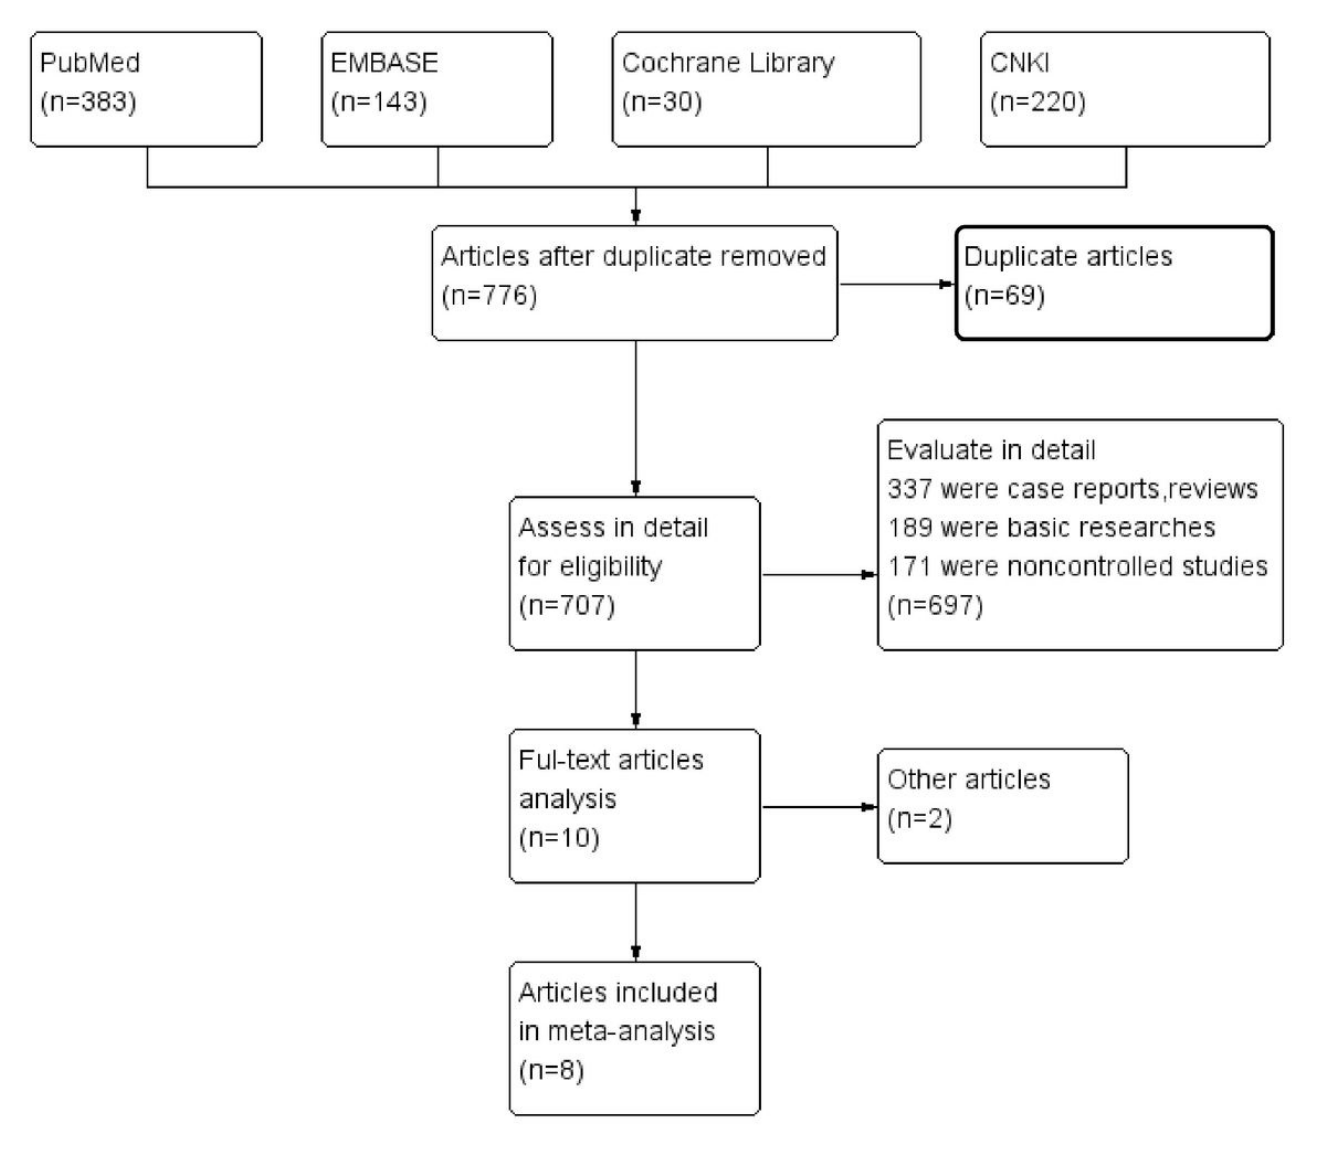 PubMed
(n=383)
EMBASE
(n=143)
Cochrane Library
(n=30)
CNKI
(n=220)
Articles after duplicate removed
(n=776)
Duplicate articles
(n=69)
Evaluate in detail
337 were case reports,reviews
189 were basic researches
171 were noncontrolled studies
(n=697)
Assess in detail
for eligibility
(n=707)
Ful-text articles
analysis
(n=10)
Other articles
(n=2)
Articles included
in meta-analysis
(n=8)